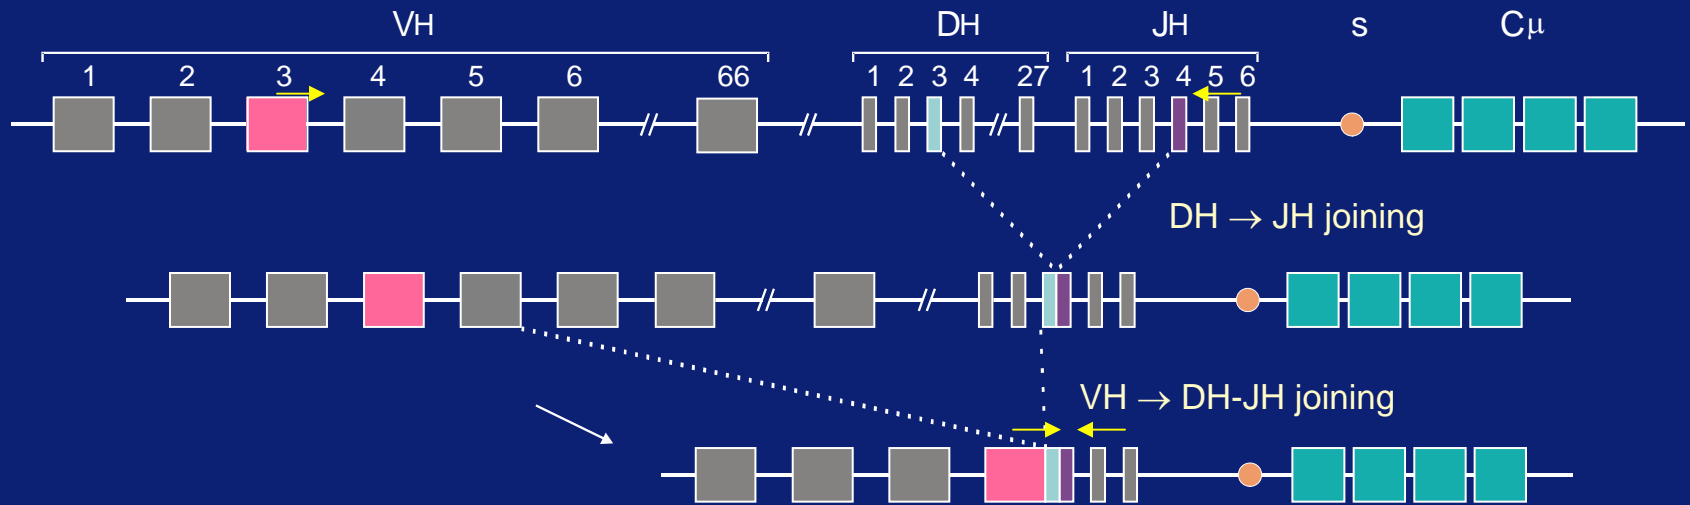 VH DH JH s Cμ
1 2 3 4 5 6 66 1 2 3 4 27 1 2 3 4 5 6
// // //
DH → JH joining
// //
VH → DH-JH joining